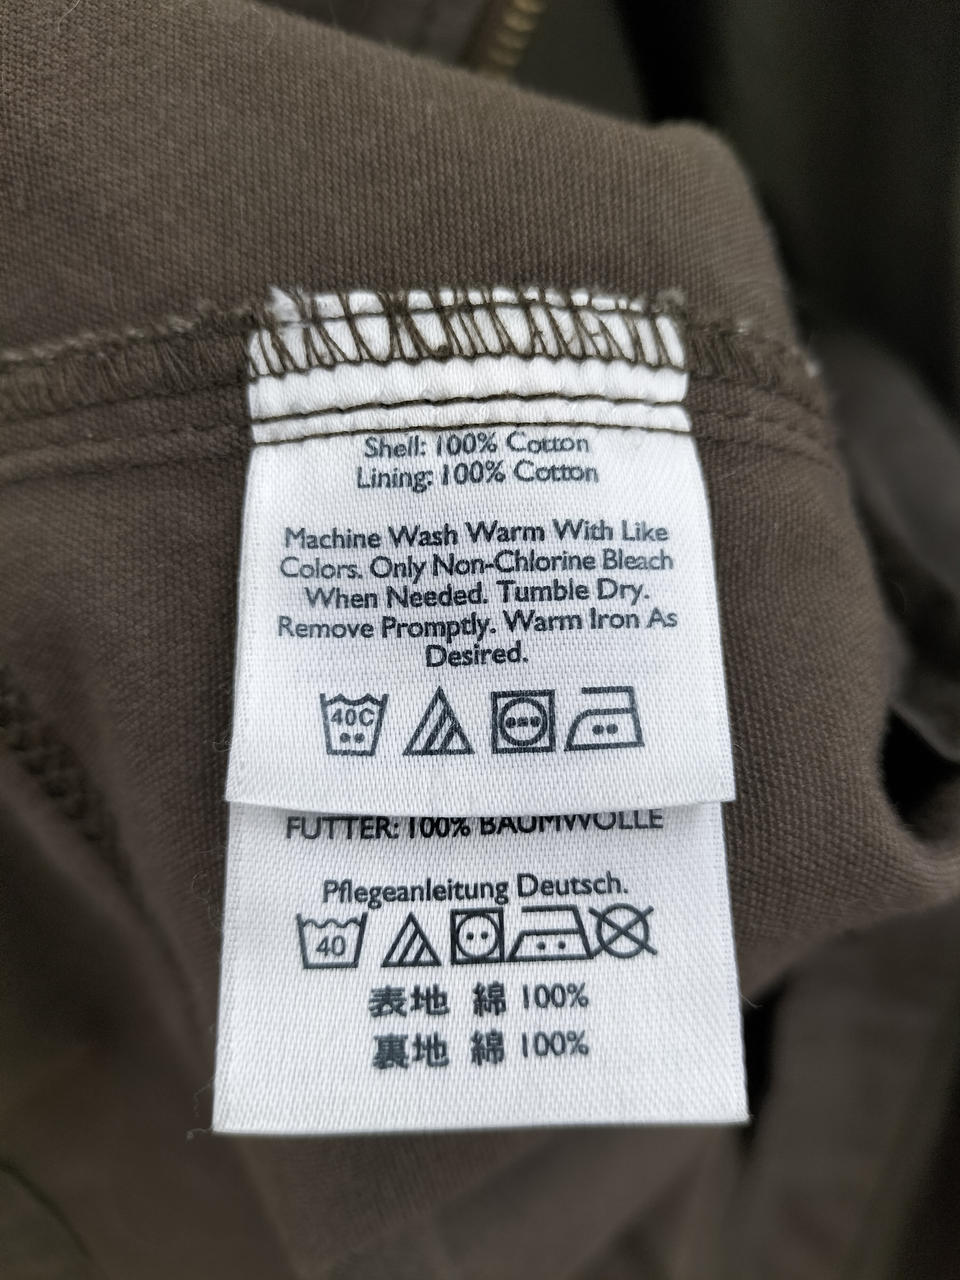 Shell: 100% Cotton
Lining: 100% Cotton
Machine Wash Warm With Like
Colors. Only Non-Chlorine Bleach
When Needed. Tumble Dry.
Remove Promptly. Warm Iron As
Desired.
40C
FUTTER: 100% BAUMWOLLE
Pflegeanleitung Deutsch.
40
表地 綿 100%
裏地 綿 100%